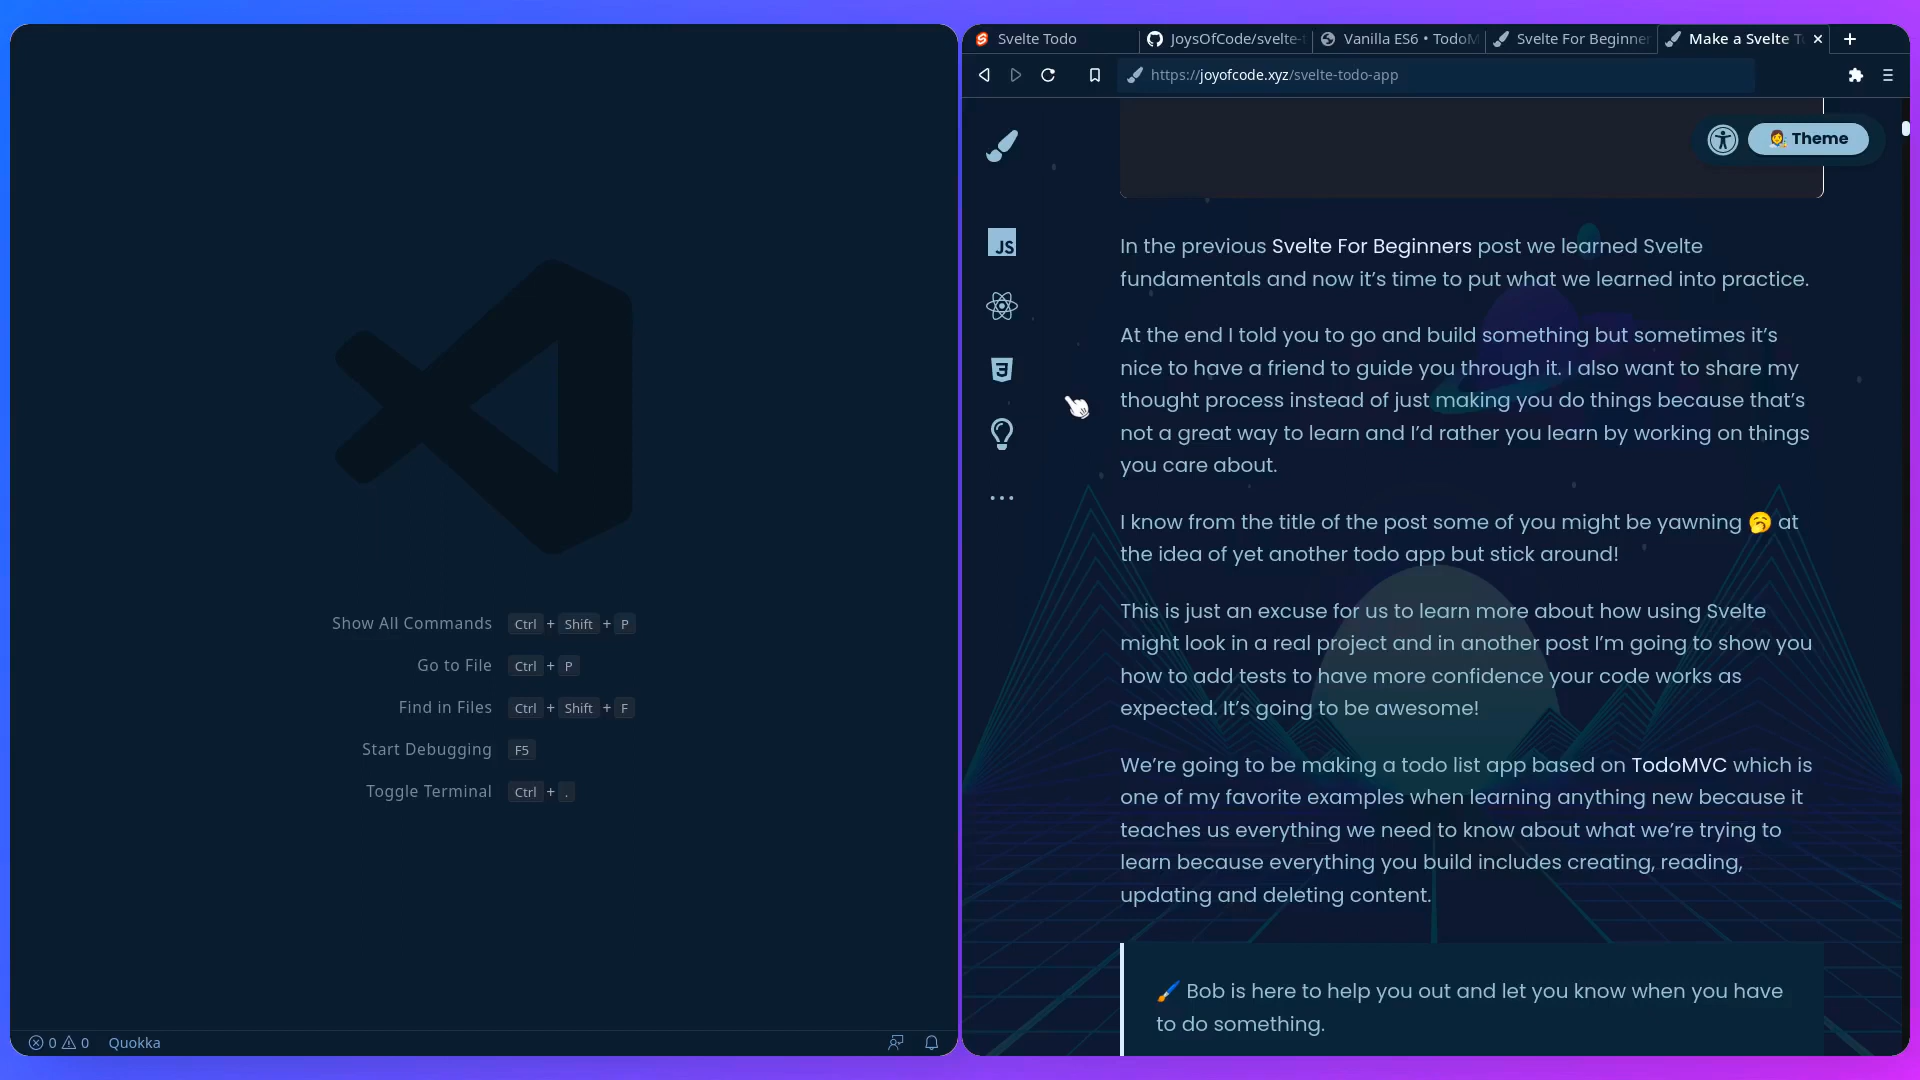 Show All Commands Ctrl + Shift + P
Go to File Ctrl + P
Find in Files Ctrl + Shift + F
Start Debugging F5
Toggle Terminal Ctrl + .
0 0 Quokka
Svelte Todo JoysOfCode/svelte- Vanilla ES6 • TodoM Svelte For Beginner Make a Svelte T
https://joyofcode.xyz/svelte-todo-app
Theme
JS
In the previous Svelte For Beginners post we learned Svelte
fundamentals and now it’s time to put what we learned into practice.
At the end I told you to go and build something but sometimes it’s
nice to have a friend to guide you through it. I also want to share my
thought process instead of just making you do things because that’s
not a great way to learn and I’d rather you learn by working on things
you care about.
I know from the title of the post some of you might be yawning 🥱 at
the idea of yet another todo app but stick around!
This is just an excuse for us to learn more about how using Svelte
might look in a real project and in another post I’m going to show you
how to add tests to have more confidence your code works as
expected. It’s going to be awesome!
We’re going to be making a todo list app based on TodoMVC which is
one of my favorite examples when learning anything new because it
teaches us everything we need to know about what we’re trying to
learn because everything you build includes creating, reading,
updating and deleting content.
🖌️ Bob is here to help you out and let you know when you have
to do something.